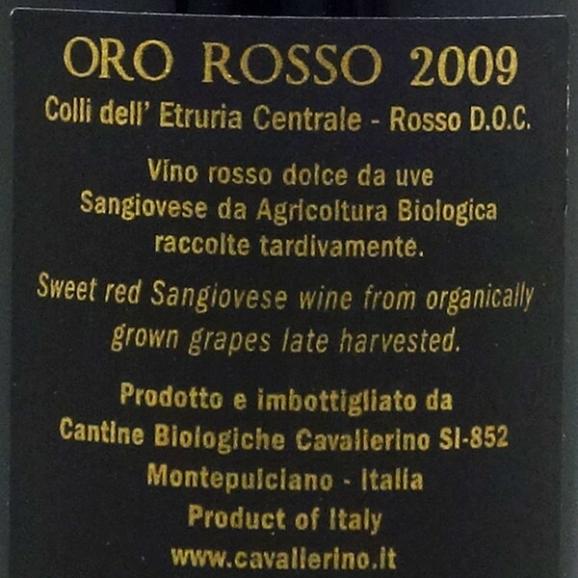 ORO ROSSO 2009
Colli dell' Etruria Centrale - Rosso D.O.C.
Vino rosso dolce da uve
Sangiovese da Agricoltura Biologica
raccolte tardivamente.
Sweet red Sangiovese wine from organically
grown grapes late harvested.
Prodotto e imbottigliato da
Cantine Biologiche Cavalierino SI-852
Montepulciano - Italia
Product of Italy
www.cavalierino.it